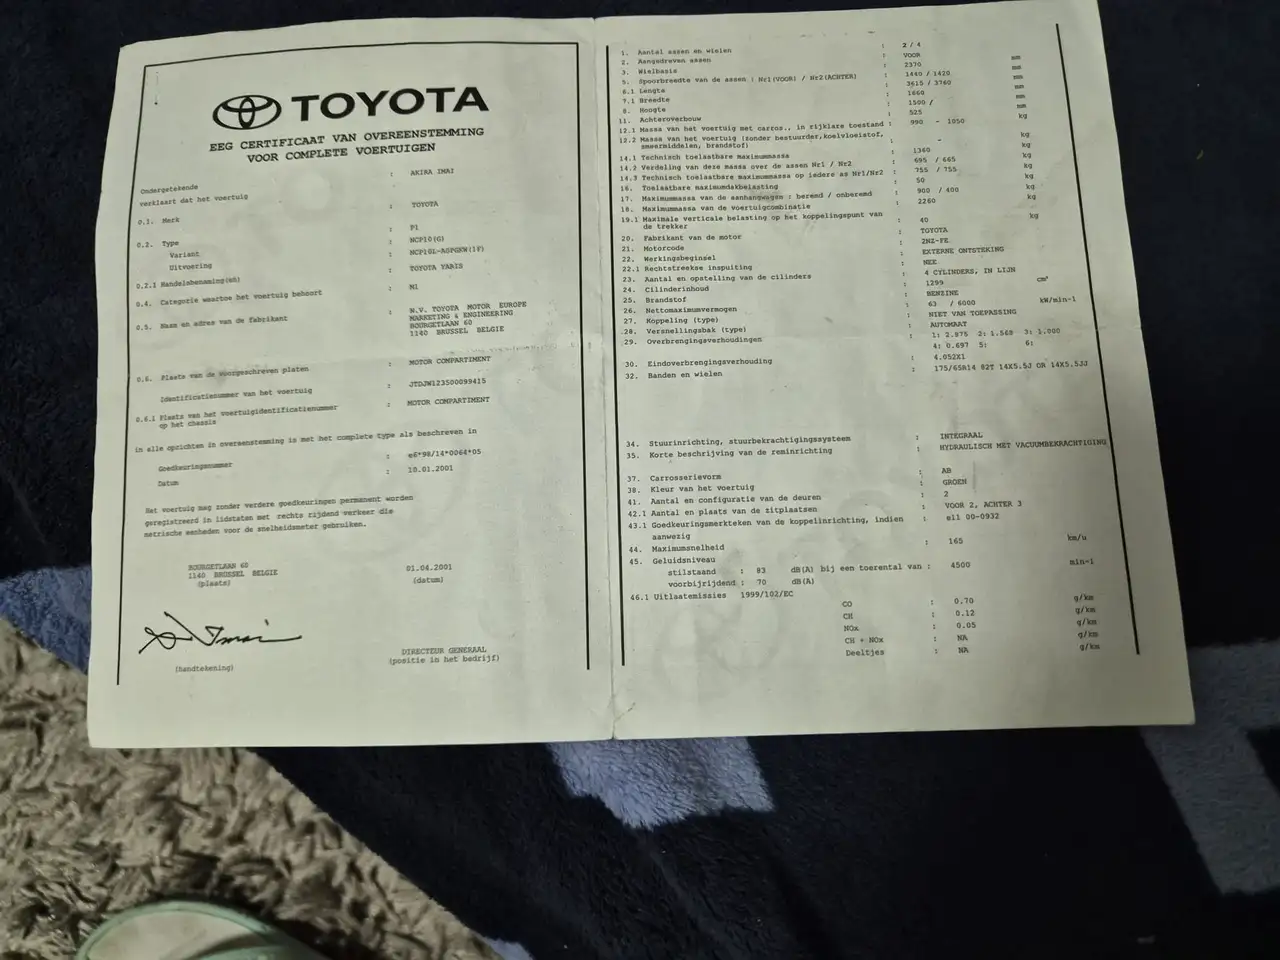 TOYOTA
EEG CERTIFICAAT VAN OVEREENSTEMMING
VOOR COMPLETE VOERTUIGEN
Ondergetekende : AKIRA IMAI
verklaart dat het voertuig
0.1. Merk : TOYOTA
0.2. Type : P1
Variant : NCP10(G)
Uitvoering : NCP10L-ASPGKW(1F)
0.2.1 Handelsbenaming(en) : TOYOTA YARIS
0.4. Categorie waartoe het voertuig behoort : M1
0.5. Naam en adres van de fabrikant : N.V. TOYOTA MOTOR EUROPE
MARKETING & ENGINEERING
BOURGETLAAN 60
1140 BRUSSEL BELGIE
0.6. Plaats van de voorgeschreven platen : MOTOR COMPARTIMENT
Identificatienummer van het voertuig : JTDJW123500099415
0.6.1 Plaats van het voertuigidentificatienummer : MOTOR COMPARTIMENT
op het chassis
in alle opzichten in overeenstemming is met het complete type als beschreven in
Goedkeuringsnummer : e6*98/14*0064*05
Datum : 10.01.2001
Het voertuig mag zonder verdere goedkeuringen permanent worden
geregistreerd in lidstaten met rechts rijdend verkeer die
metrische eenheden voor de snelheidsmeter gebruiken.
BOURGETLAAN 60
1140 BRUSSEL BELGIE 01.04.2001
(plaats) (datum)
DIRECTEUR GENERAAL
(handtekening) (positie in het bedrijf)
1. Aantal assen en wielen : 2 / 4
2. Aangedreven assen : VOOR
3. Wielbasis : 2370 mm
5. Spoorbreedte van de assen : Nr1(VOOR) / Nr2(ACHTER) : 1440 / 1420 mm
6.1 Lengte : 3615 / 3760 mm
7.1 Breedte : 1660 mm
8. Hoogte : 1500 / mm
11. Achteroverbouw : 525 mm
12.1 Massa van het voertuig met carros., in rijklare toestand : 990 - 1050 kg
12.2 Massa van het voertuig (zonder bestuurder,koelvloeistof, : - kg
smeermiddelen, brandstof)
14.1 Technisch toelaatbare maximummassa : 1360 kg
14.2 Verdeling van deze massa over de assen Nr1 / Nr2 : 695 / 665 kg
14.3 Technisch toelaatbare maximummassa op iedere as Nr1/Nr2 : 755 / 755 kg
16. Toelaatbare maximumdakbelasting : 50 kg
17. Maximummassa van de aanhangwagen : beremd / onberemd : 900 / 400 kg
18. Maximummassa van de voertuigcombinatie : 2260 kg
19.1 Maximale verticale belasting op het koppelingspunt van
de trekker : 40 kg
20. Fabrikant van de motor : TOYOTA
21. Motorcode : 2NZ-FE
22. Werkingsbeginsel : EXTERNE ONTSTEKING
22.1 Rechtstreekse inspuiting : NEE
23. Aantal en opstelling van de cilinders : 4 CYLINDERS, IN LIJN
24. Cilinderinhoud : 1299 cm³
25. Brandstof : BENZINE
26. Nettomaximumvermogen : 63 / 6000 kW/min-1
27. Koppeling (type) : NIET VAN TOEPASSING
28. Versnellingsbak (type) : AUTOMAAT
29. Overbrengingsverhoudingen : 1: 2.875 2: 1.568 3: 1.000
4: 0.697 5: 6:
30. Eindoverbrengingsverhouding : 4.052X1
32. Banden en wielen : 175/65R14 82T 14X5.5J OR 14X5.5JJ
34. Stuurinrichting, stuurbekrachtigingssysteem : INTEGRAAL
35. Korte beschrijving van de reminrichting : HYDRAULISCH MET VACUUMBEKRACHTIGING
37. Carrosserievorm : AB
38. Kleur van het voertuig : GROEN
41. Aantal en configuratie van de deuren : 2
42.1 Aantal en plaats van de zitplaatsen : VOOR 2, ACHTER 3
43.1 Goedkeuringsmerkteken van de koppelinrichting, indien : e11 00-0932
aanwezig
44. Maximumsnelheid : 165 km/u
45. Geluidsniveau
stilstaand : 83 dB(A) bij een toerental van : 4500 min-1
voorbijrijdend : 70 dB(A)
46.1 Uitlaatemissies 1999/102/EC
CO : 0.70 g/km
CH : 0.12 g/km
NOx : 0.05 g/km
CH + NOx : NA g/km
Deeltjes : NA g/km